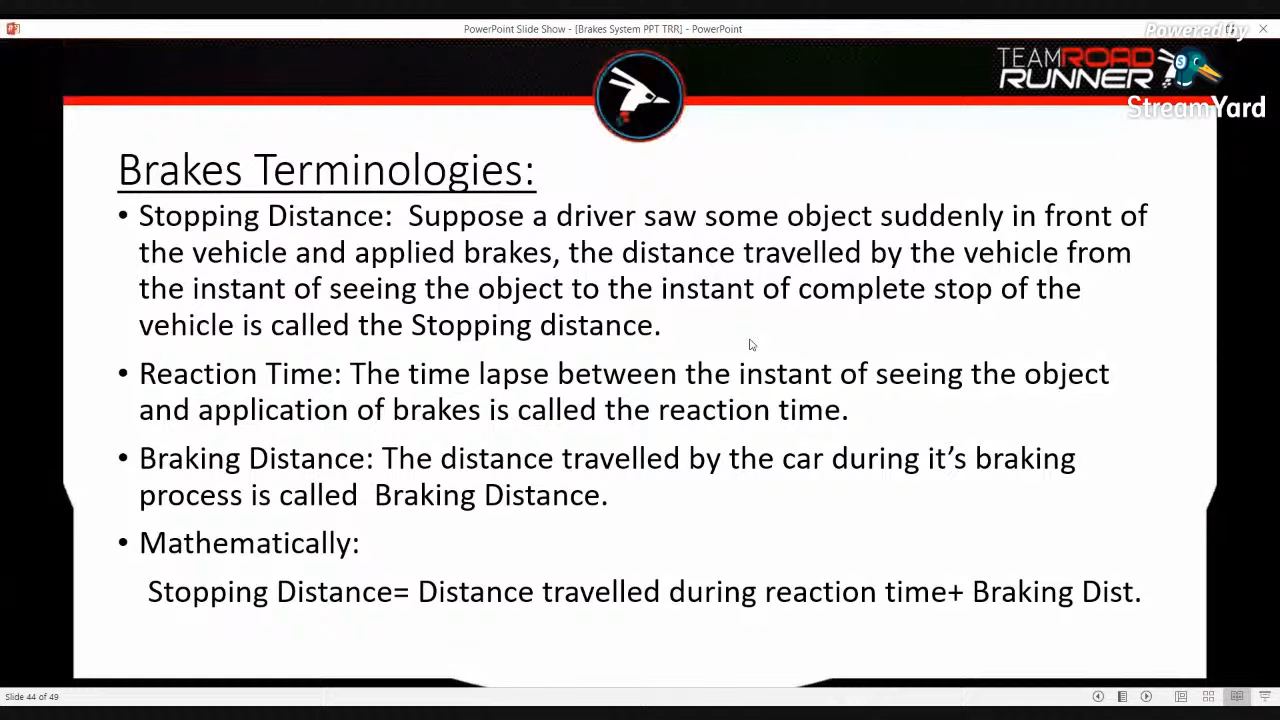 PowerPoint Slide Show - [Brakes System PPT TRR] - PowerPoint
Powered by
TEAMROAD
RUNNER
StreamYard
Brakes Terminologies:
• Stopping Distance:  Suppose a driver saw some object suddenly in front of
the vehicle and applied brakes, the distance travelled by the vehicle from
the instant of seeing the object to the instant of complete stop of the
vehicle is called the Stopping distance.
• Reaction Time: The time lapse between the instant of seeing the object
and application of brakes is called the reaction time.
• Braking Distance: The distance travelled by the car during it’s braking
process is called  Braking Distance.
• Mathematically:
Stopping Distance= Distance travelled during reaction time+ Braking Dist.
Slide 44 of 49